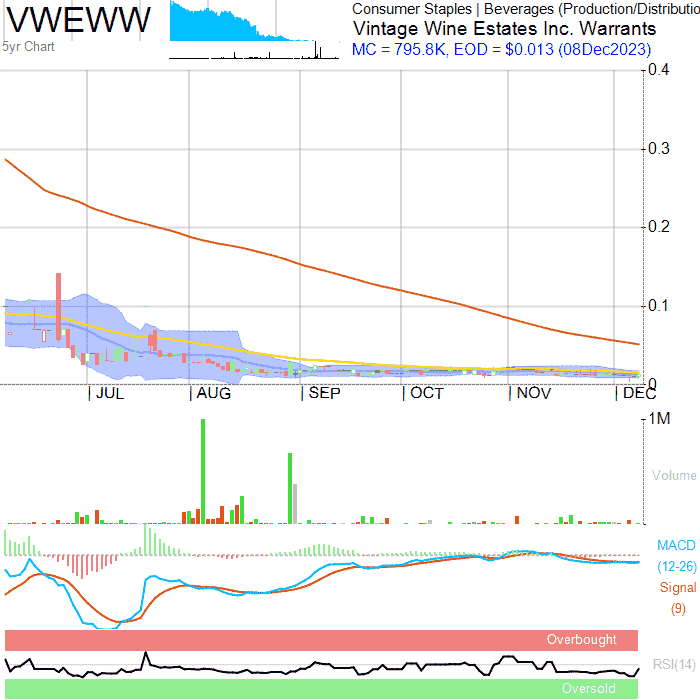 VWEWW
5yr Chart
Consumer Staples | Beverages (Production/Distributio
Vintage Wine Estates Inc. Warrants
MC = 795.8K, EOD = $0.013 (08Dec2023)
0.4
0.3
0.2
0.1
0
JUL AUG SEP OCT NOV DEC
1M
Volume
MACD
(12-26)
Signal
(9)
Overbought
RSI(14)
Oversold